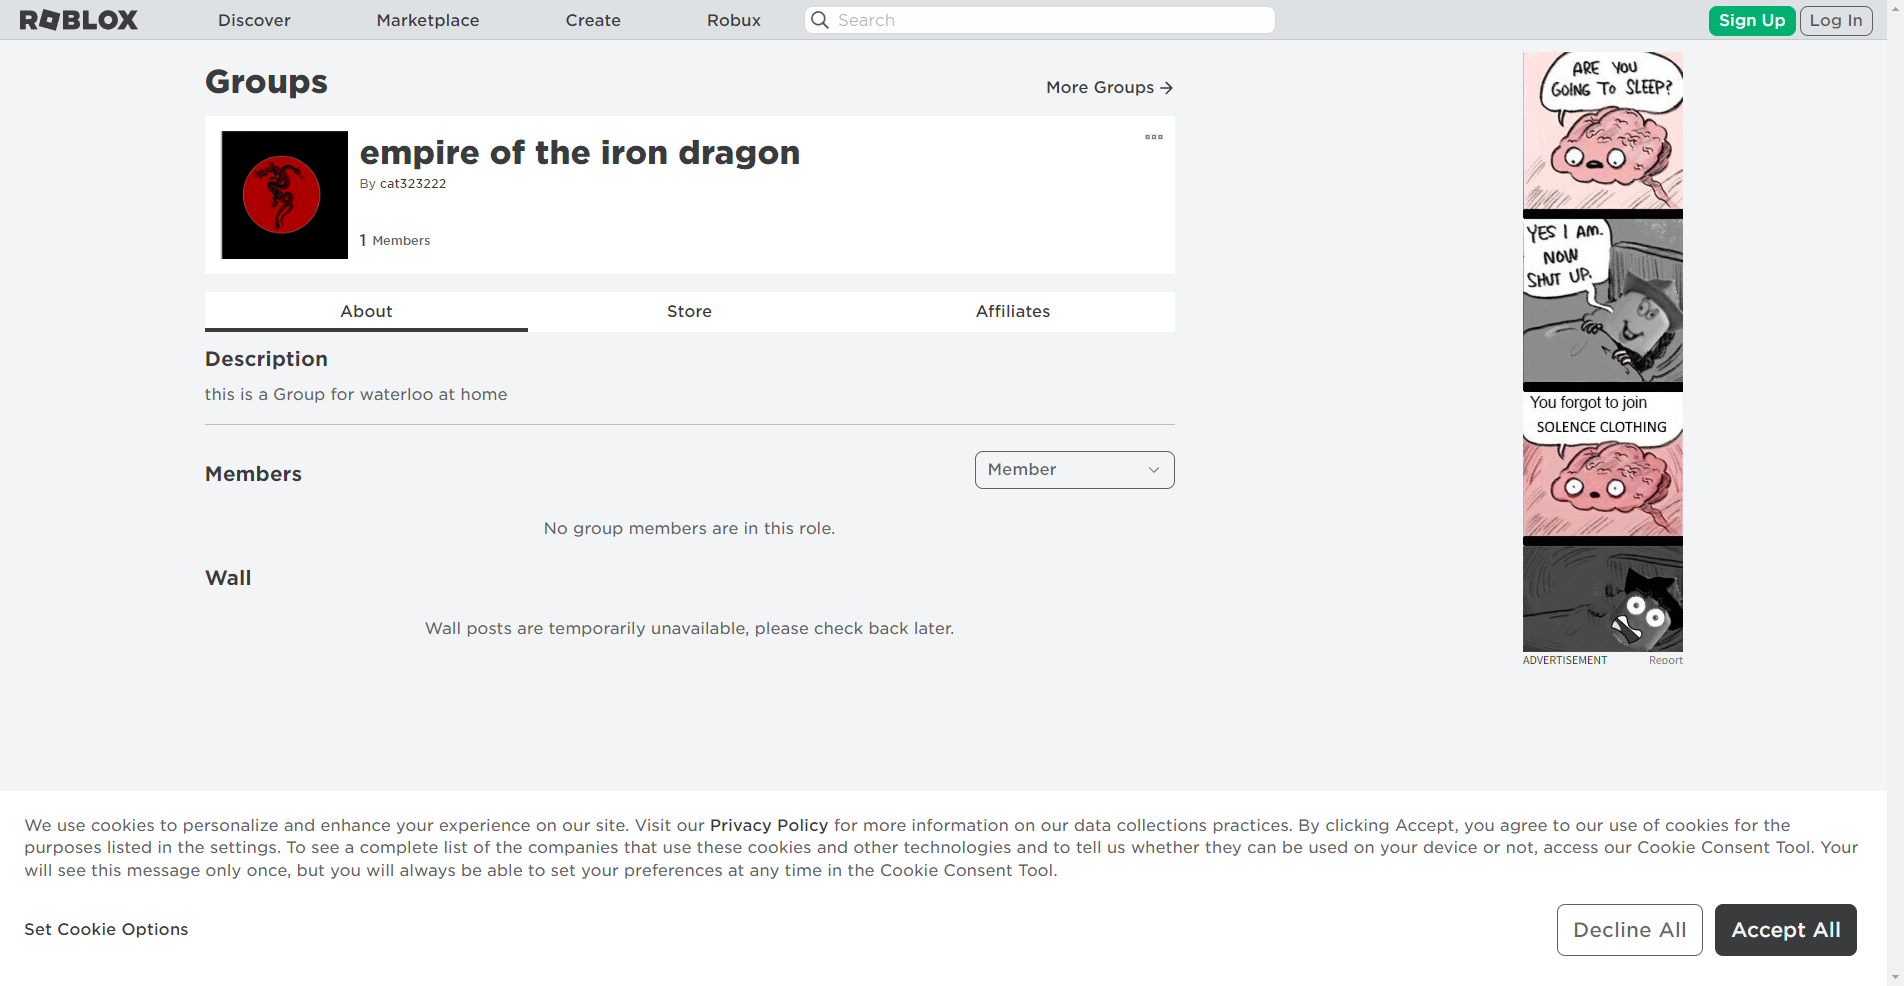 ROBLOX
Discover
Marketplace
Create
Robux
Search
Sign Up
Log In
Groups
More Groups
empire of the iron dragon
By cat323222
1 Members
About
Store
Affiliates
Description
this is a Group for waterloo at home
Members
Member
No group members are in this role.
Wall
Wall posts are temporarily unavailable, please check back later.
ARE YOU
GOING TO SLEEP?
YES I AM.
NOW
SHUT UP.
You forgot to join
SOLENCE CLOTHING
ADVERTISEMENT
Report
We use cookies to personalize and enhance your experience on our site. Visit our Privacy Policy for more information on our data collections practices. By clicking Accept, you agree to our use of cookies for the
purposes listed in the settings. To see a complete list of the companies that use these cookies and other technologies and to tell us whether they can be used on your device or not, access our Cookie Consent Tool. Your
will see this message only once, but you will always be able to set your preferences at any time in the Cookie Consent Tool.
Set Cookie Options
Decline All
Accept All